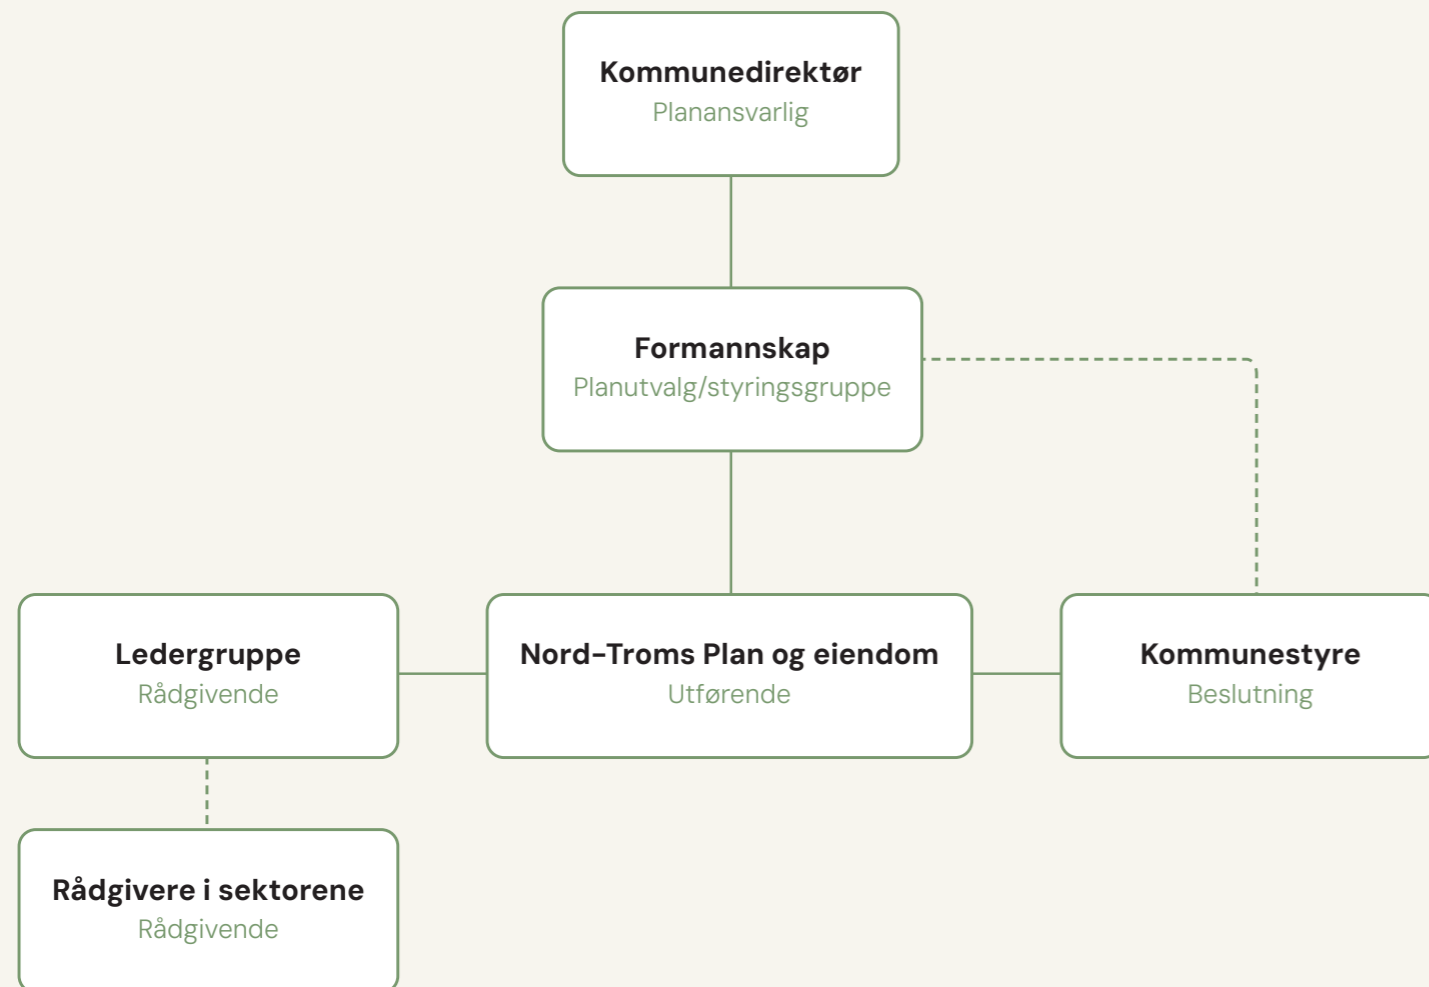 Kommunedirektør
Planansvarlig
Formannskap
Planutvalg/styringsgruppe
Ledergruppe
Rådgivende
Nord-Troms Plan og eiendom
Utførende
Kommunestyre
Beslutning
Rådgivere i sektorene
Rådgivende